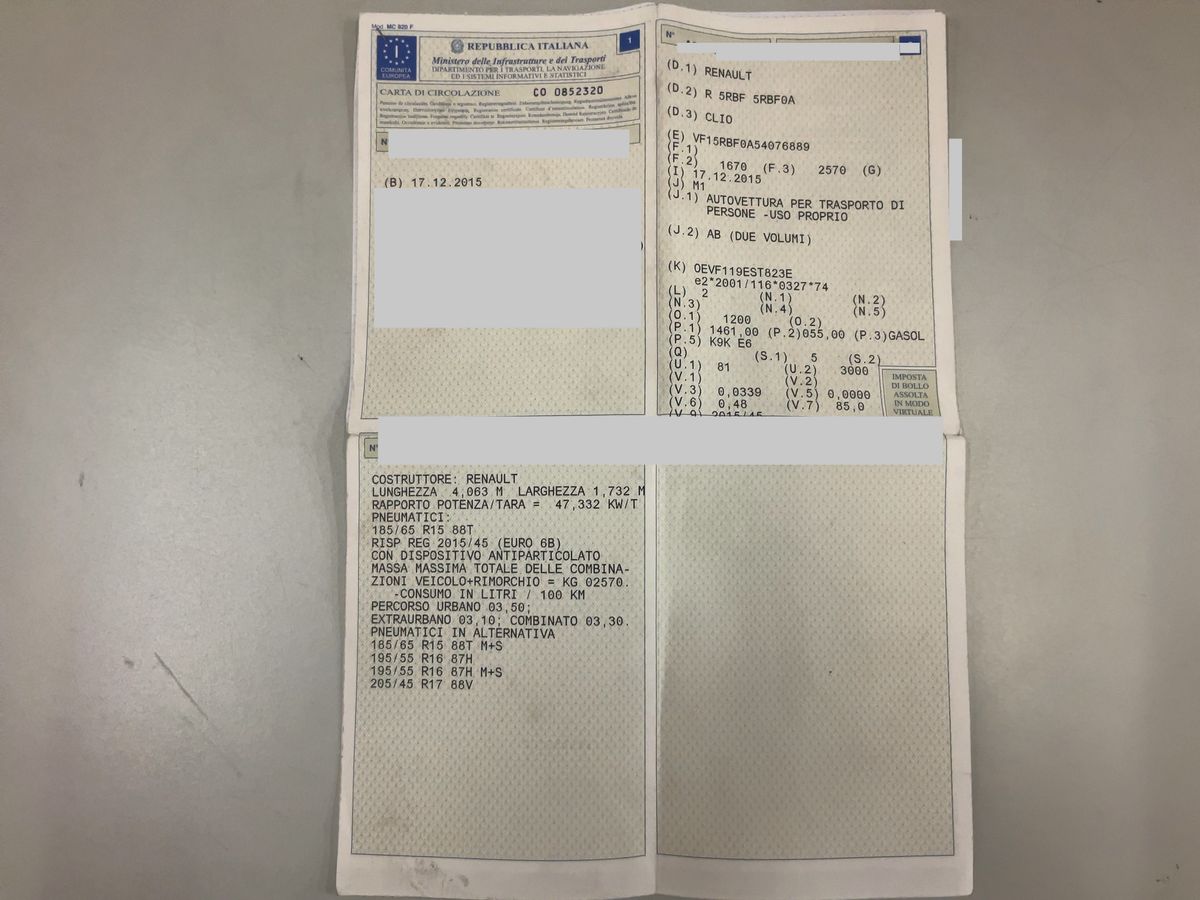 Mod. MC 820 F
COMUNITÀ
EUROPEA
1
REPUBBLICA ITALIANA
Ministero delle Infrastrutture e dei Trasporti
DIPARTIMENTO PER I TRASPORTI, LA NAVIGAZIONE
ED I SISTEMI INFORMATIVI E STATISTICI
CARTA DI CIRCOLAZIONE CO 0852320
N
(B) 17.12.2015
N°
(D.1) RENAULT
(D.2) R 5RBF 5RBF0A
(D.3) CLIO
(E) VF15RBF0A54076889
(F.1)
(F.2) 1670 (F.3) 2570 (G)
(I) 17.12.2015
(J) M1
(J.1) AUTOVETTURA PER TRASPORTO DI
PERSONE -USO PROPRIO
(J.2) AB (DUE VOLUMI)
(K) OEVF119EST823E
e2*2001/116*0327*74
(L) 2 (N.1) (N.2)
(N.3) (N.4) (N.5)
(O.1) 1200 (O.2)
(P.1) 1461,00 (P.2)055,00 (P.3)GASOL
(P.5) K9K E6
(Q) (S.1) 5 (S.2)
(U.1) 81 (U.2) 3000
(V.1) (V.2)
(V.3) 0,0339 (V.5) 0,0000
(V.6) 0,48 (V.7) 85,0
(V.9) 2015/45
IMPOSTA
DI BOLLO
ASSOLTA
IN MODO
VIRTUALE
N°
COSTRUTTORE: RENAULT
LUNGHEZZA 4,063 M LARGHEZZA 1,732 M
RAPPORTO POTENZA/TARA = 47,332 KW/T
PNEUMATICI:
185/65 R15 88T
RISP REG 2015/45 (EURO 6B)
CON DISPOSITIVO ANTIPARTICOLATO
MASSA MASSIMA TOTALE DELLE COMBINA-
ZIONI VEICOLO+RIMORCHIO = KG 02570.
-CONSUMO IN LITRI / 100 KM
PERCORSO URBANO 03,50;
EXTRAURBANO 03,10; COMBINATO 03,30.
PNEUMATICI IN ALTERNATIVA
185/65 R15 88T M+S
195/55 R16 87H
195/55 R16 87H M+S
205/45 R17 88V